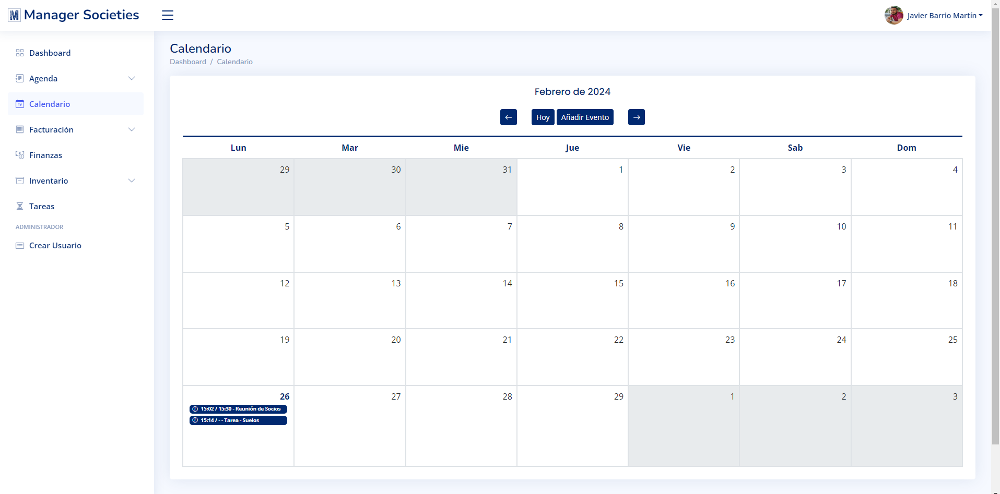 Manager Societies
Javier Barrio Martín
Dashboard
Agenda
Calendario
Facturación
Finanzas
Inventario
Tareas
ADMINISTRADOR
Crear Usuario
Calendario
Dashboard / Calendario
Febrero de 2024
Hoy Añadir Evento
Lun Mar Mie Jue Vie Sab Dom
29 30 31 1 2 3 4
5 6 7 8 9 10 11
12 13 14 15 16 17 18
19 20 21 22 23 24 25
26 27 28 29 1 2 3
15:02 / 15:30 - Reunión de Socios
15:14 / - - Tarea - Suelos